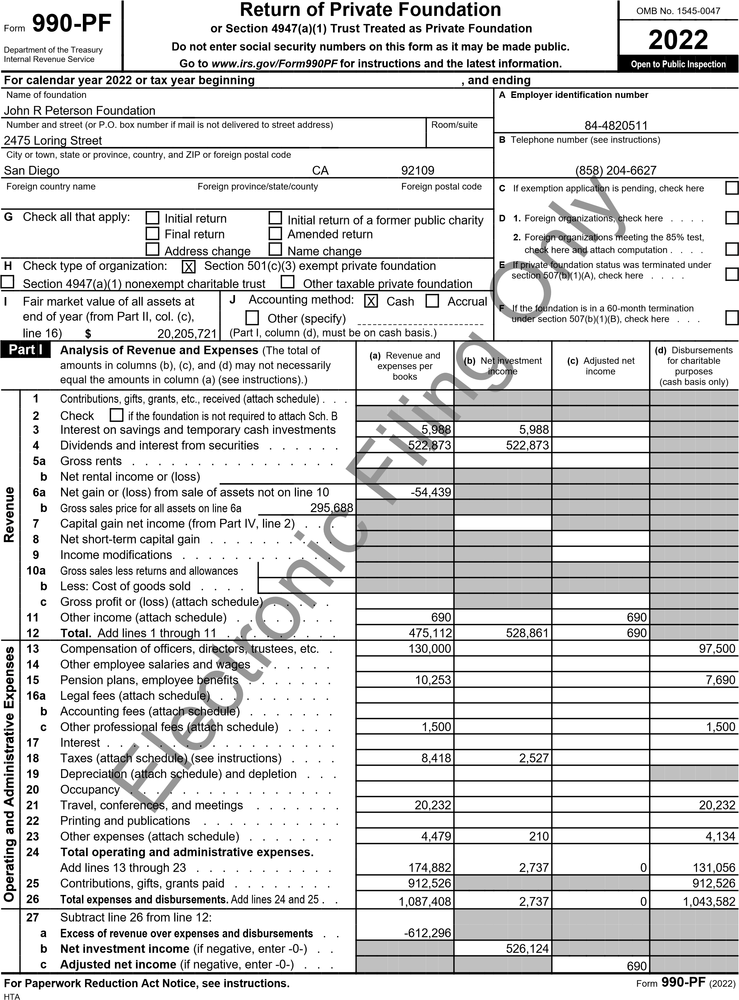 Form 990-PF
Department of the Treasury
Internal Revenue Service
Return of Private Foundation
or Section 4947(a)(1) Trust Treated as Private Foundation
Do not enter social security numbers on this form as it may be made public.
Go to www.irs.gov/Form990PF for instructions and the latest information.
OMB No. 1545-0047
2022
Open to Public Inspection
For calendar year 2022 or tax year beginning , and ending
Name of foundation
John R Peterson Foundation
Number and street (or P.O. box number if mail is not delivered to street address) Room/suite
2475 Loring Street
City or town, state or province, country, and ZIP or foreign postal code
San Diego CA 92109
Foreign country name Foreign province/state/county Foreign postal code
A Employer identification number
84-4820511
B Telephone number (see instructions)
(858) 204-6627
C If exemption application is pending, check here
G Check all that apply: Initial return Initial return of a former public charity
Final return Amended return
Address change Name change
D 1. Foreign organizations, check here . . . .
2. Foreign organizations meeting the 85% test,
check here and attach computation . . . .
H Check type of organization: X Section 501(c)(3) exempt private foundation
Section 4947(a)(1) nonexempt charitable trust Other taxable private foundation
E If private foundation status was terminated under
section 507(b)(1)(A), check here . . . .
I Fair market value of all assets at
end of year (from Part II, col. (c),
line 16) $ 20,205,721
J Accounting method: X Cash Accrual
Other (specify)
(Part I, column (d), must be on cash basis.)
F If the foundation is in a 60-month termination
under section 507(b)(1)(B), check here . . .
Part I Analysis of Revenue and Expenses (The total of
amounts in columns (b), (c), and (d) may not necessarily
equal the amounts in column (a) (see instructions).)
(a) Revenue and
expenses per
books
(b) Net investment
income
(c) Adjusted net
income
(d) Disbursements
for charitable
purposes
(cash basis only)
Revenue
1 Contributions, gifts, grants, etc., received (attach schedule) . . .
2 Check if the foundation is not required to attach Sch. B
3 Interest on savings and temporary cash investments 5,988 5,988
4 Dividends and interest from securities . . . . . . 522,873 522,873
5a Gross rents . . . . . . . . . . . . . . . .
b Net rental income or (loss)
6a Net gain or (loss) from sale of assets not on line 10 -54,439
b Gross sales price for all assets on line 6a 295,688
7 Capital gain net income (from Part IV, line 2) . . .
8 Net short-term capital gain . . . . . . . . . .
9 Income modifications . . . . . . . . . . . .
10a Gross sales less returns and allowances
b Less: Cost of goods sold . . . .
c Gross profit or (loss) (attach schedule) . . . . .
11 Other income (attach schedule) . . . . . . . . 690 690
12 Total. Add lines 1 through 11 . . . . . . . . . 475,112 528,861 690
Operating and Administrative Expenses
13 Compensation of officers, directors, trustees, etc. . 130,000 97,500
14 Other employee salaries and wages . . . . . .
15 Pension plans, employee benefits . . . . . . . 10,253 7,690
16a Legal fees (attach schedule) . . . . . . . . .
b Accounting fees (attach schedule) . . . . . . .
c Other professional fees (attach schedule) . . . . 1,500 1,500
17 Interest . . . . . . . . . . . . . . . . . .
18 Taxes (attach schedule) (see instructions) . . . . 8,418 2,527
19 Depreciation (attach schedule) and depletion . . .
20 Occupancy . . . . . . . . . . . . . . . .
21 Travel, conferences, and meetings . . . . . . . 20,232 20,232
22 Printing and publications . . . . . . . . . . .
23 Other expenses (attach schedule) . . . . . . . 4,479 210 4,134
24 Total operating and administrative expenses.
Add lines 13 through 23 . . . . . . . . . . . 174,882 2,737 0 131,056
25 Contributions, gifts, grants paid . . . . . . . 912,526 912,526
26 Total expenses and disbursements. Add lines 24 and 25 . . 1,087,408 2,737 0 1,043,582
27 Subtract line 26 from line 12:
a Excess of revenue over expenses and disbursements . . -612,296
b Net investment income (if negative, enter -0-) . . 526,124
c Adjusted net income (if negative, enter -0-) . . . 690
For Paperwork Reduction Act Notice, see instructions. Form 990-PF (2022)
HTA
Electronic Filing Only